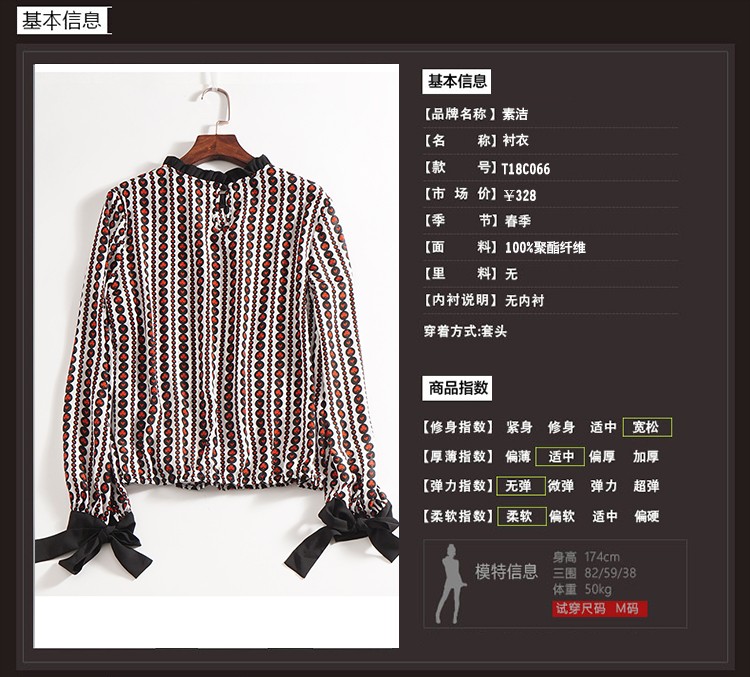 基本信息
基本信息
【品牌名称】素洁
【名 称】衬衣
【款 号】T18C066
【市 场 价】￥328
【季 节】春季
【面 料】100%聚酯纤维
【里 料】无
【内衬说明】无内衬
穿着方式:套头
商品指数
【修身指数】 紧身 修身 适中 宽松
【厚薄指数】 偏薄 适中 偏厚 加厚
【弹力指数】 无弹 微弹 弹力 超弹
【柔软指数】 柔软 偏软 适中 偏硬
模特信息
身高 174cm
三围 82/59/38
体重 50kg
试穿尺码 M码